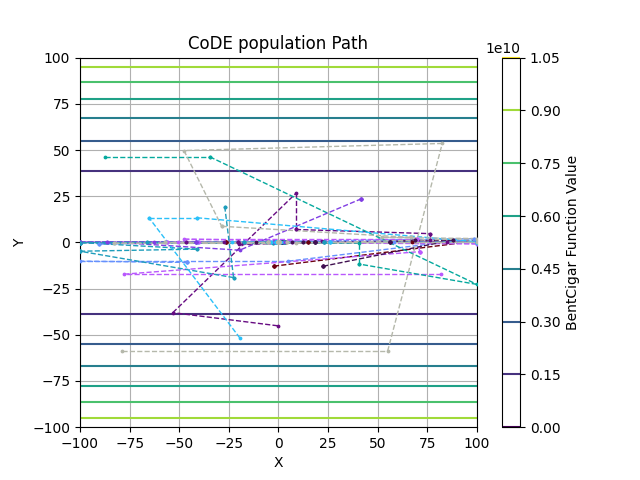 CoDE population Path
1e10
100
75
50
25
0
−25
−50
−75
−100
Y
−100 −75 −50 −25 0 25 50 75 100
X
1.05
0.90
0.75
0.60
0.45
0.30
0.15
0.00
BentCigar Function Value